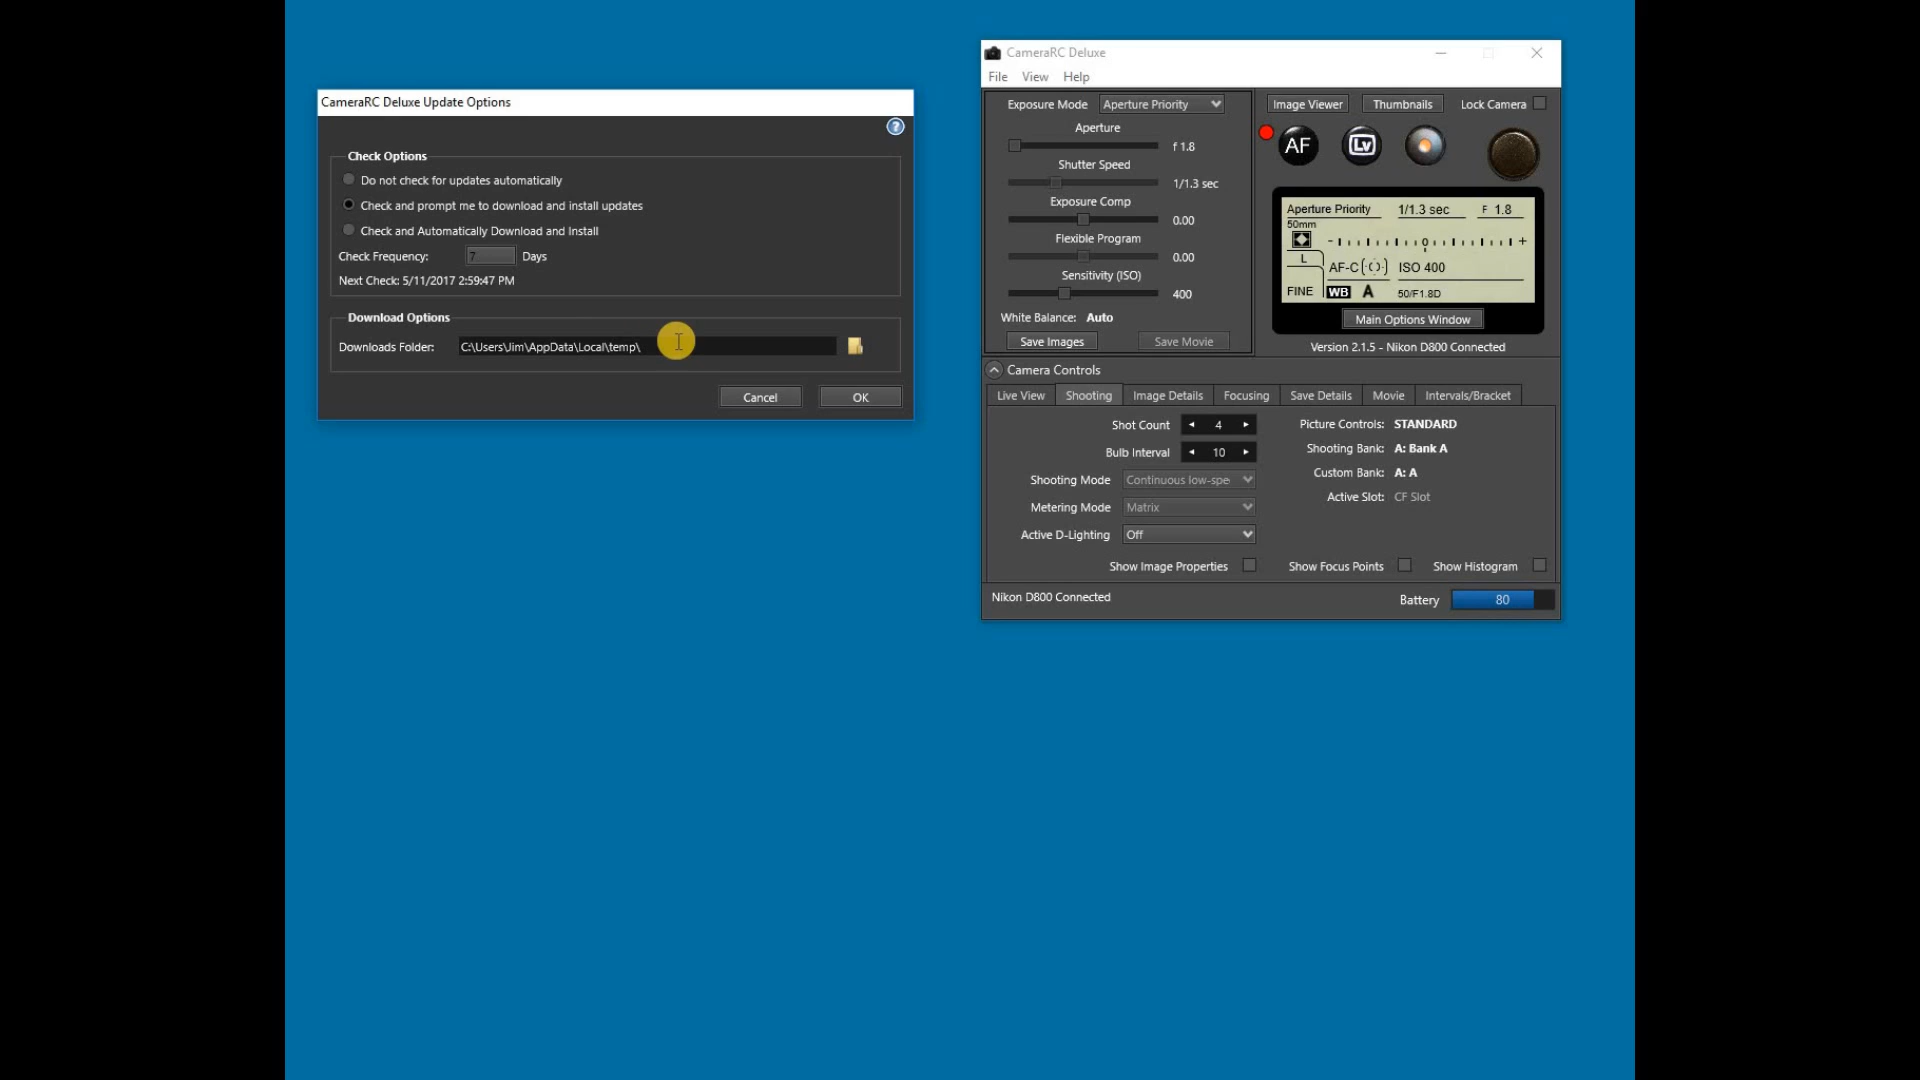 CameraRC Deluxe Update Options
Check Options
Do not check for updates automatically
Check and prompt me to download and install updates
Check and Automatically Download and Install
Check Frequency: 7 Days
Next Check: 5/11/2017 2:59:47 PM
Download Options
Downloads Folder: C:\Users\Jim\AppData\Local\temp\
Cancel OK
CameraRC Deluxe
File View Help
Exposure Mode Aperture Priority
Aperture
f 1.8
Shutter Speed
1/1.3 sec
Exposure Comp
0.00
Flexible Program
0.00
Sensitivity (ISO)
400
White Balance: Auto
Save Images Save Movie
Image Viewer Thumbnails Lock Camera
AF Lv
Aperture Priority 1/1.3 sec F 1.8
50mm
- 0 +
L
AF-C ISO 400
FINE WB A 50/F1.8D
Main Options Window
Version 2.1.5 - Nikon D800 Connected
Camera Controls
Live View Shooting Image Details Focusing Save Details Movie Intervals/Bracket
Shot Count 4
Bulb Interval 10
Shooting Mode Continuous low-spe
Metering Mode Matrix
Active D-Lighting Off
Picture Controls: STANDARD
Shooting Bank: A: Bank A
Custom Bank: A: A
Active Slot: CF Slot
Show Image Properties Show Focus Points Show Histogram
Nikon D800 Connected Battery 80